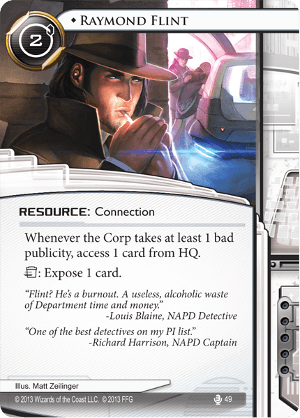 ♦ RAYMOND FLINT
2
RESOURCE: Connection
Whenever the Corp takes at least 1 bad
publicity, access 1 card from HQ.
: Expose 1 card.
“Flint? He’s a burnout. A useless, alcoholic waste
of Department time and money.”
-Louis Blaine, NAPD Detective
“One of the best detectives on my PI list.”
-Richard Harrison, NAPD Captain
Illus. Matt Zeilinger
© 2013 Wizards of the Coast LLC. © 2013 FFG
49